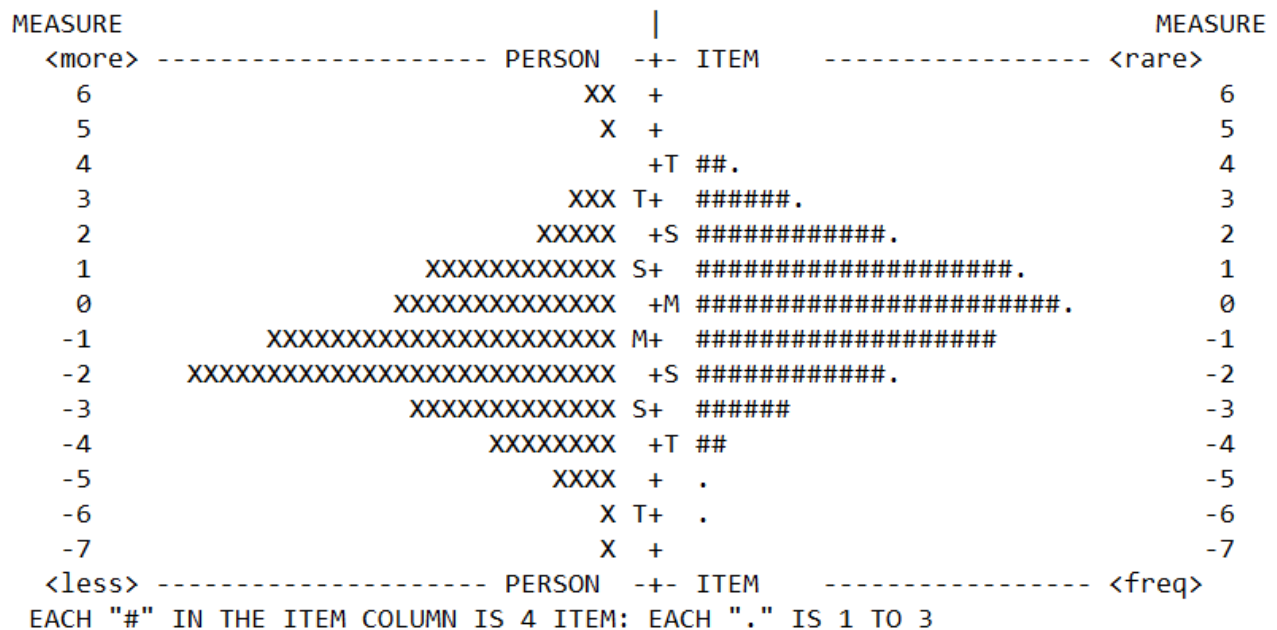 MEASURE | MEASURE
<more> --------------------- PERSON -+- ITEM ----------------- <rare>
6 XX + 6
5 X + 5
4 +T ##. 4
3 XXX T+ ######. 3
2 XXXXX +S ############. 2
1 XXXXXXXXXXXX S+ ####################. 1
0 XXXXXXXXXXXXXX +M #######################. 0
-1 XXXXXXXXXXXXXXXXXXXXXX M+ ################### -1
-2 XXXXXXXXXXXXXXXXXXXXXXXXXXX +S ############. -2
-3 XXXXXXXXXXXXX S+ ###### -3
-4 XXXXXXXX +T ## -4
-5 XXXX + . -5
-6 X T+ . -6
-7 X + -7
<less> --------------------- PERSON -+- ITEM ----------------- <freq>
EACH "#" IN THE ITEM COLUMN IS 4 ITEM: EACH "." IS 1 TO 3